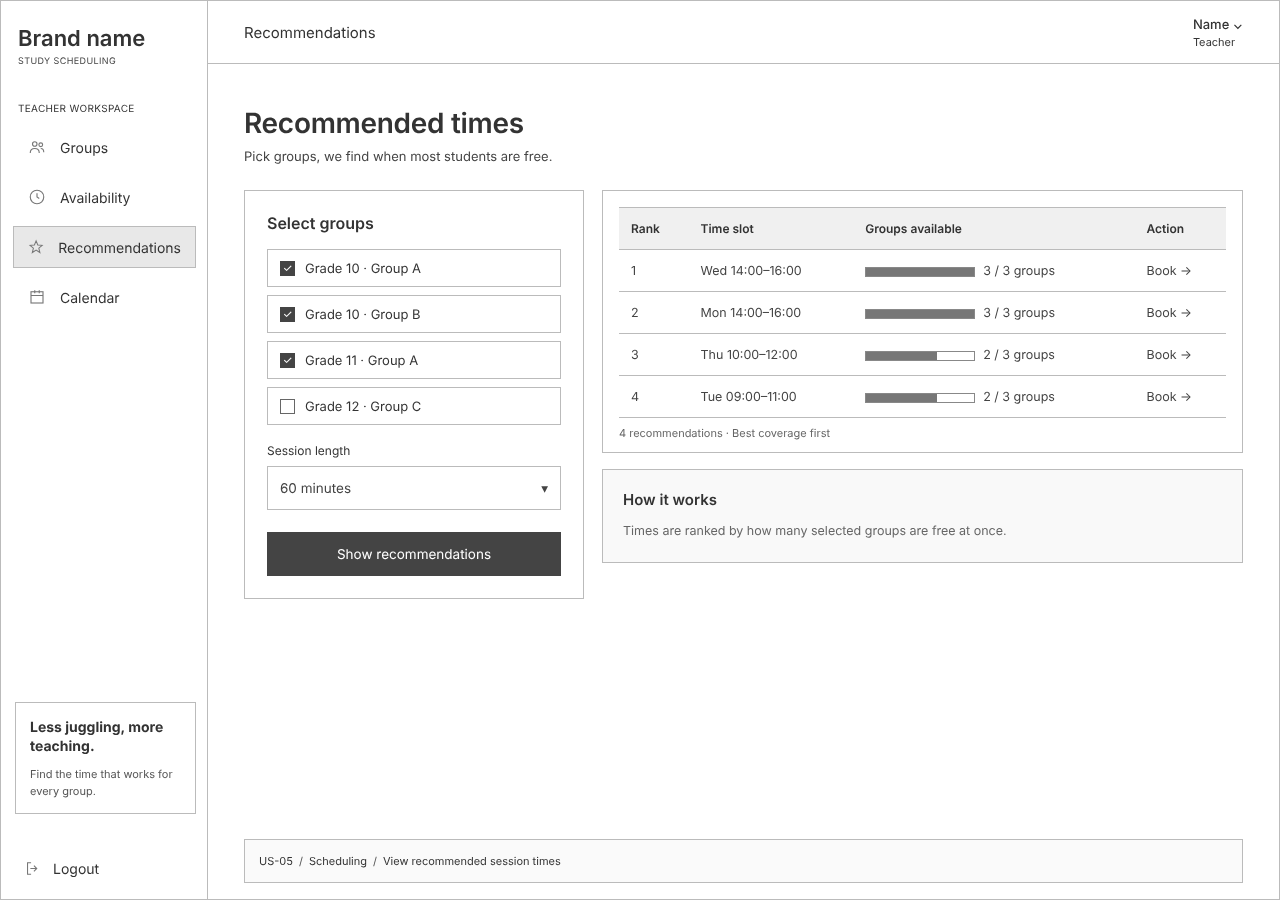 Brand name
STUDY SCHEDULING
TEACHER WORKSPACE
Groups
Availability
Recommendations
Calendar
Less juggling, more
teaching.
Find the time that works for
every group.
Logout
Recommendations
Name
Teacher
Recommended times
Pick groups, we find when most students are free.
Select groups
Grade 10 · Group A
Grade 10 · Group B
Grade 11 · Group A
Grade 12 · Group C
Session length
60 minutes
Show recommendations
Rank Time slot Groups available Action
1 Wed 14:00–16:00 3 / 3 groups Book →
2 Mon 14:00–16:00 3 / 3 groups Book →
3 Thu 10:00–12:00 2 / 3 groups Book →
4 Tue 09:00–11:00 2 / 3 groups Book →
4 recommendations · Best coverage first
How it works
Times are ranked by how many selected groups are free at once.
US-05 / Scheduling / View recommended session times